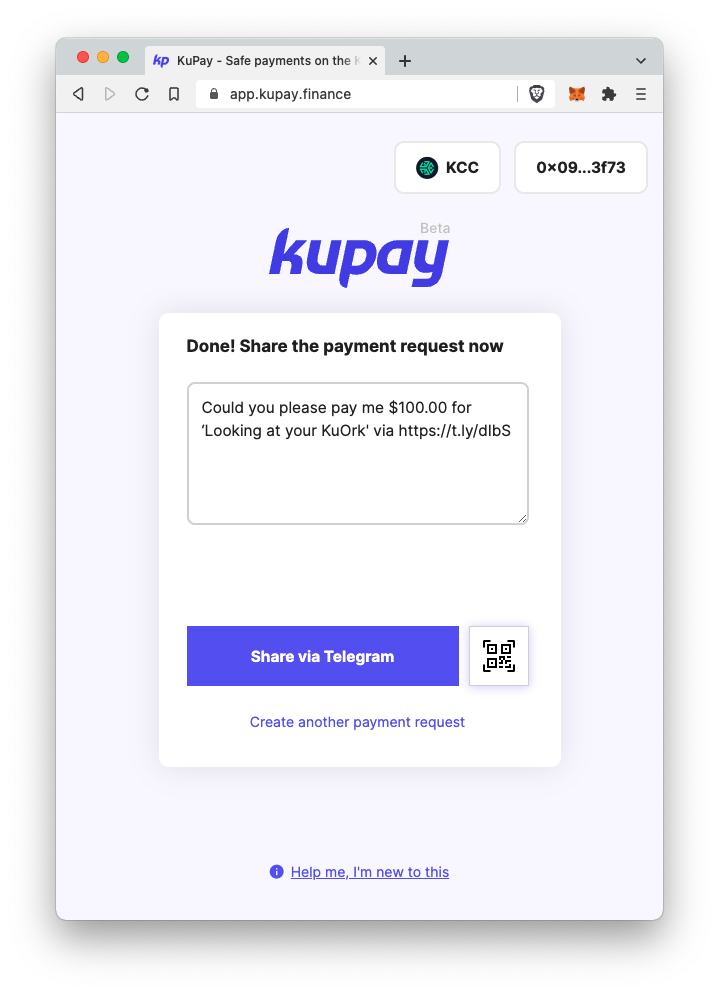 kp KuPay - Safe payments on the K
app.kupay.finance
KCC 0×09...3f73
Beta
kupay
Done! Share the payment request now
Could you please pay me $100.00 for
‘Looking at your KuOrk' via https://t.ly/dIbS
Share via Telegram
Create another payment request
Help me, I'm new to this